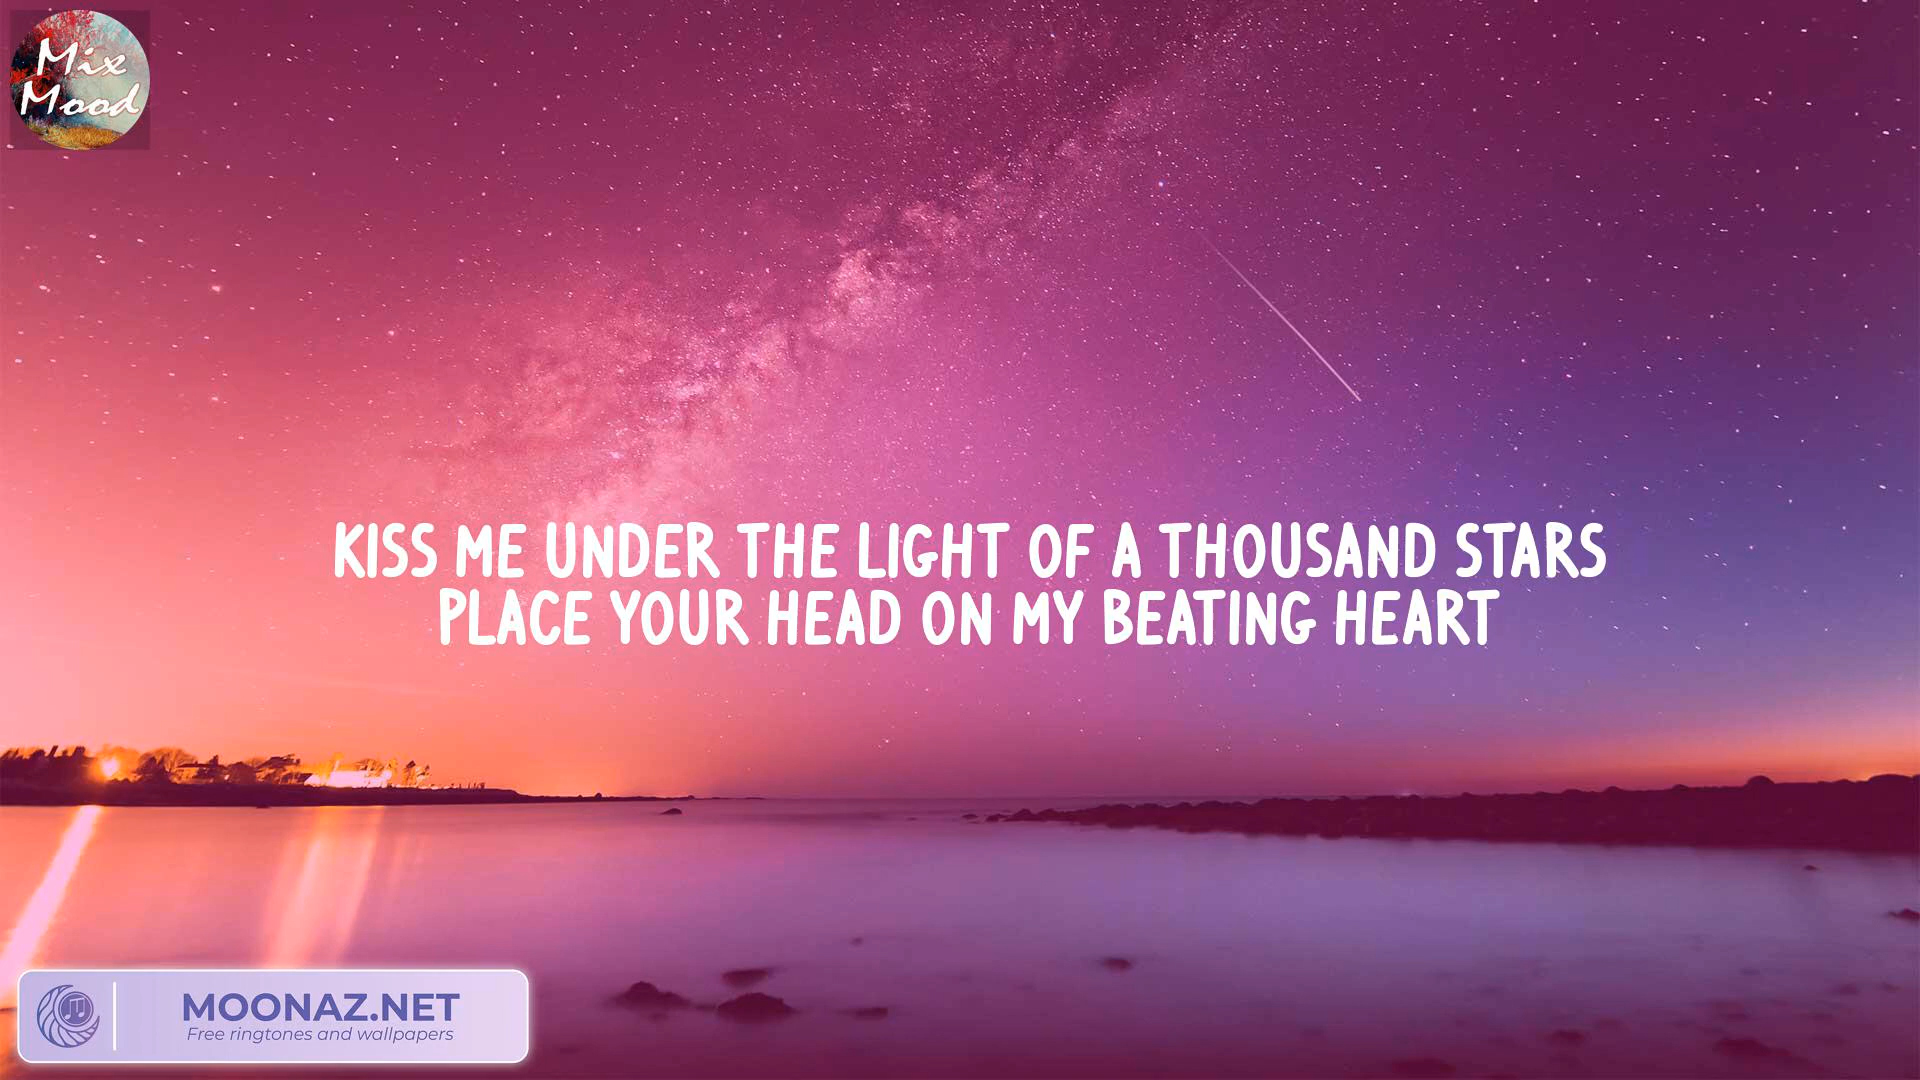 Mix
Mood
KISS ME UNDER THE LIGHT OF A THOUSAND STARS
PLACE YOUR HEAD ON MY BEATING HEART
MOONAZ.NET
Free ringtones and wallpapers